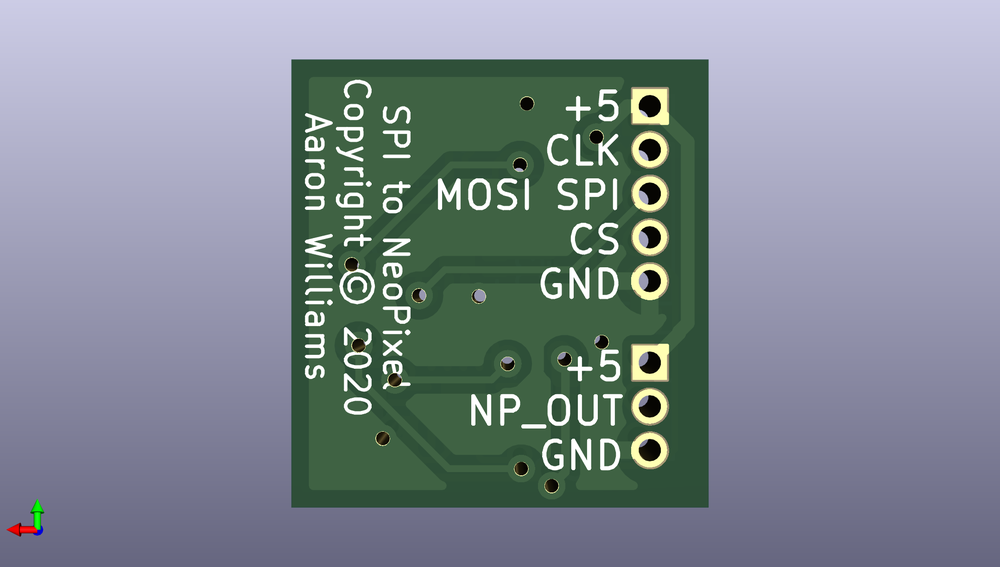 SPI to NeoPixel
Copyright © 2020
Aaron Williams
+5
CLK
MOSI SPI
CS
GND
+5
NP_OUT
GND